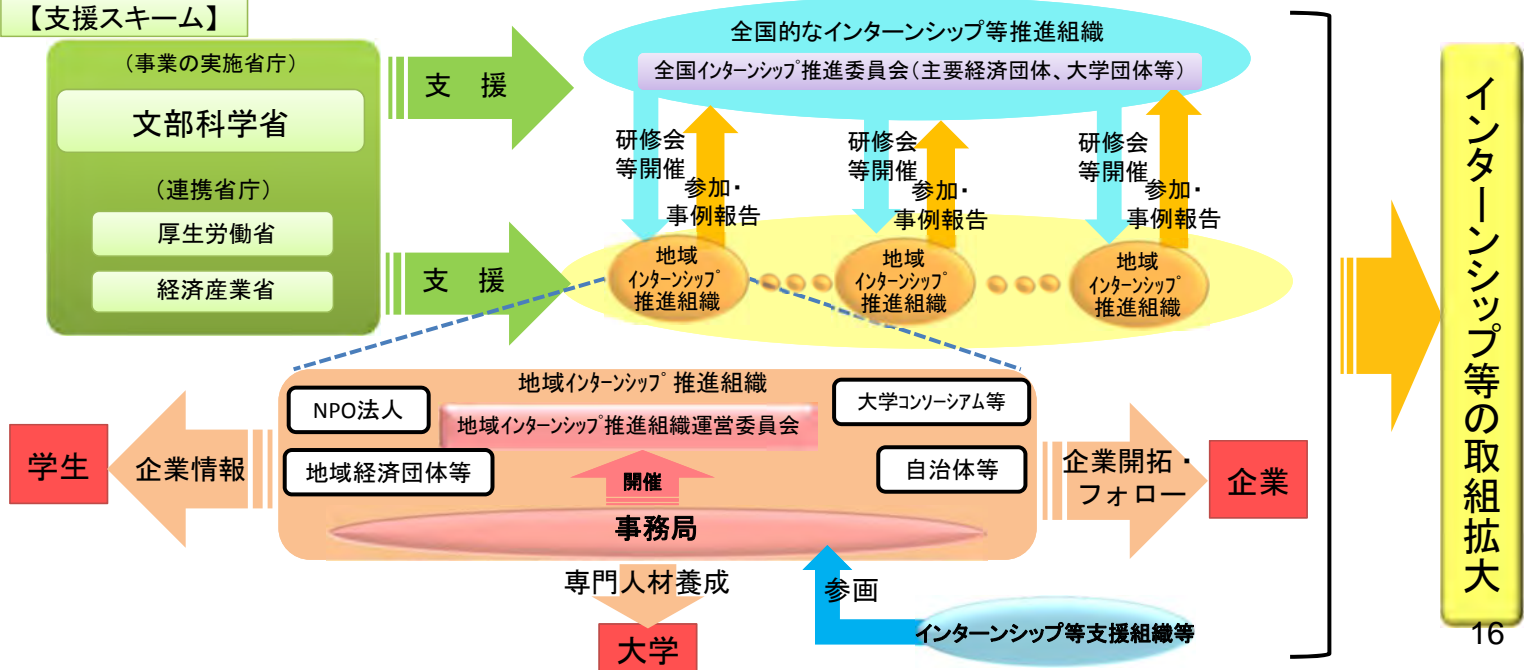 【支援スキーム】
(事業の実施省庁)
文部科学省
(連携省庁)
厚生労働省
経済産業省
支　援
支　援
全国的なインターンシップ等推進組織
全国ｲﾝﾀｰﾝｼｯﾌﾟ推進委員会(主要経済団体、大学団体等)
研修会
等開催
参加・
事例報告
研修会
等開催
参加・
事例報告
研修会
等開催
参加・
事例報告
地域
ｲﾝﾀｰﾝｼｯﾌﾟ
推進組織
地域
ｲﾝﾀｰﾝｼｯﾌﾟ
推進組織
地域
ｲﾝﾀｰﾝｼｯﾌﾟ
推進組織
地域ｲﾝﾀｰﾝｼｯﾌﾟ推進組織
NPO法人
大学ｺﾝｿｰｼｱﾑ等
地域ｲﾝﾀｰﾝｼｯﾌﾟ推進組織運営委員会
地域経済団体等
自治体等
開催
事務局
学生
企業情報
企業開拓・
フォロー
企業
専門人材養成
大学
参画
インターンシップ等支援組織等
インターンシップ等の取組拡大
16